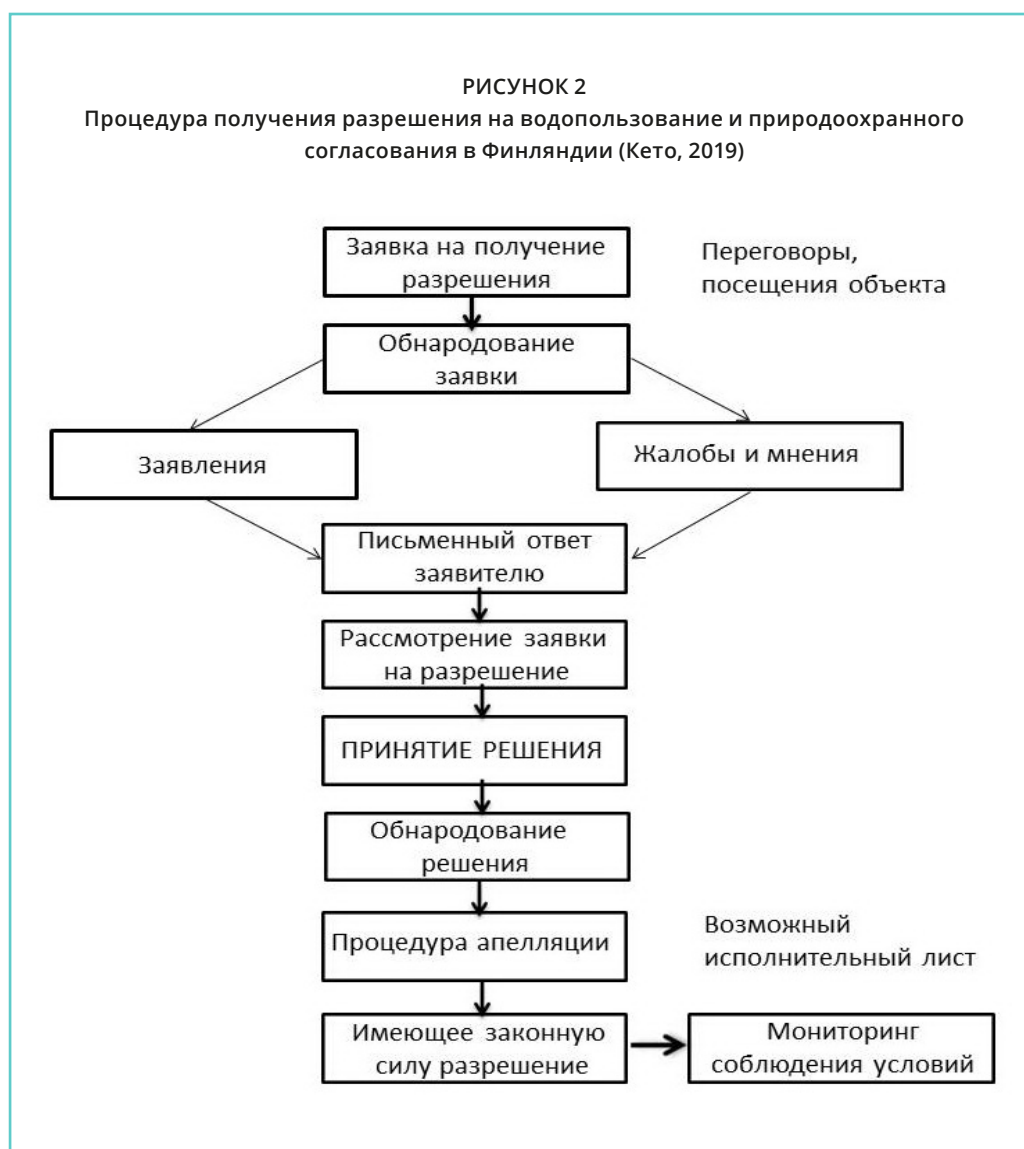 РИСУНОК 2
Процедура получения разрешения на водопользование и природоохранного
согласования в Финляндии (Кето, 2019)
Заявка на получение
разрешения
Переговоры,
посещения объекта
Обнародование
заявки
Заявления
Жалобы и мнения
Письменный ответ
заявителю
Рассмотрение заявки
на разрешение
ПРИНЯТИЕ РЕШЕНИЯ
Обнародование
решения
Процедура апелляции
Возможный
исполнительный лист
Имеющее законную
силу разрешение
Мониторинг
соблюдения условий